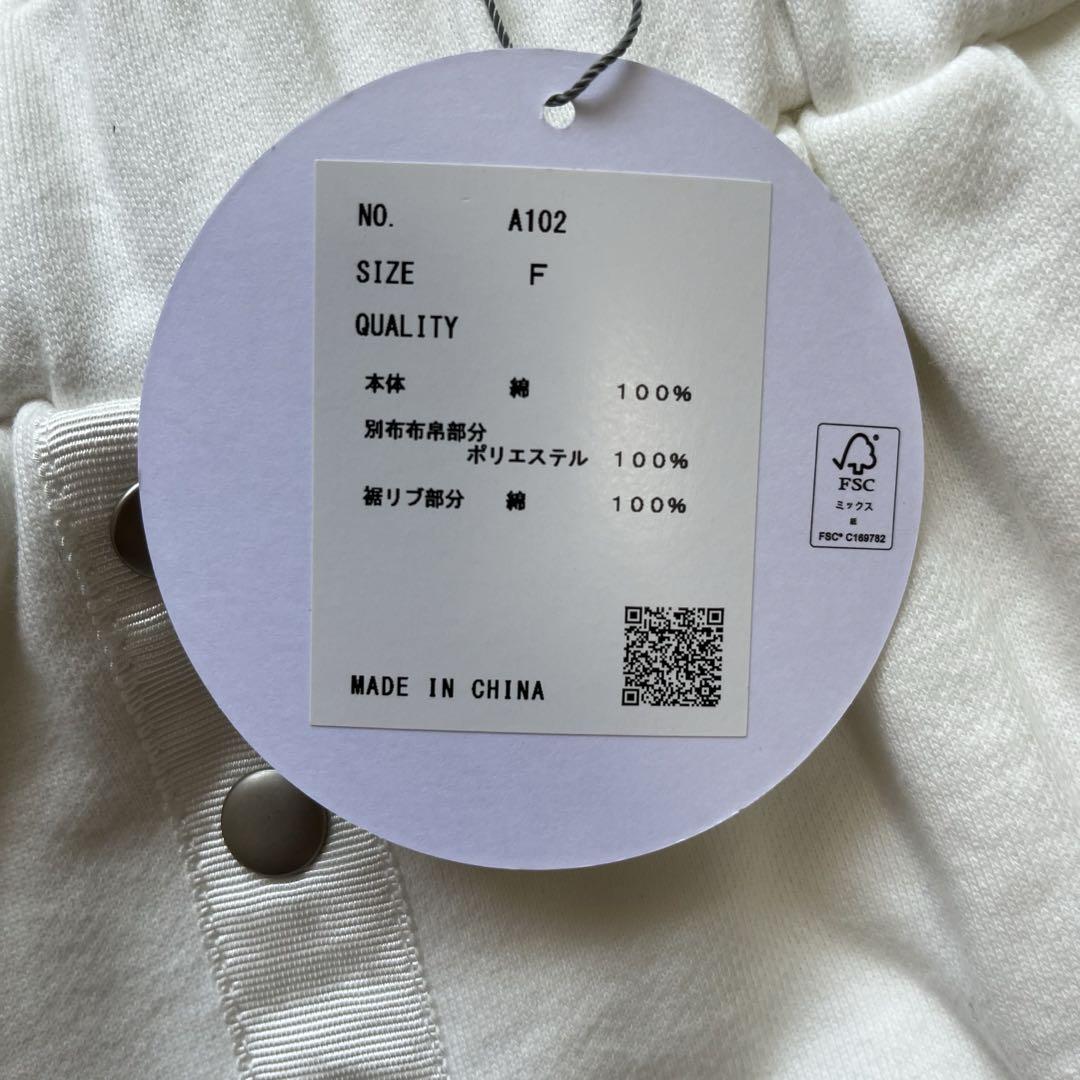 NO. A102
SIZE F
QUALITY
本体 綿 100%
別布布帛部分
ポリエステル 100%
裾リブ部分 綿 100%
MADE IN CHINA
FSC
ミックス
紙
FSC® C169782